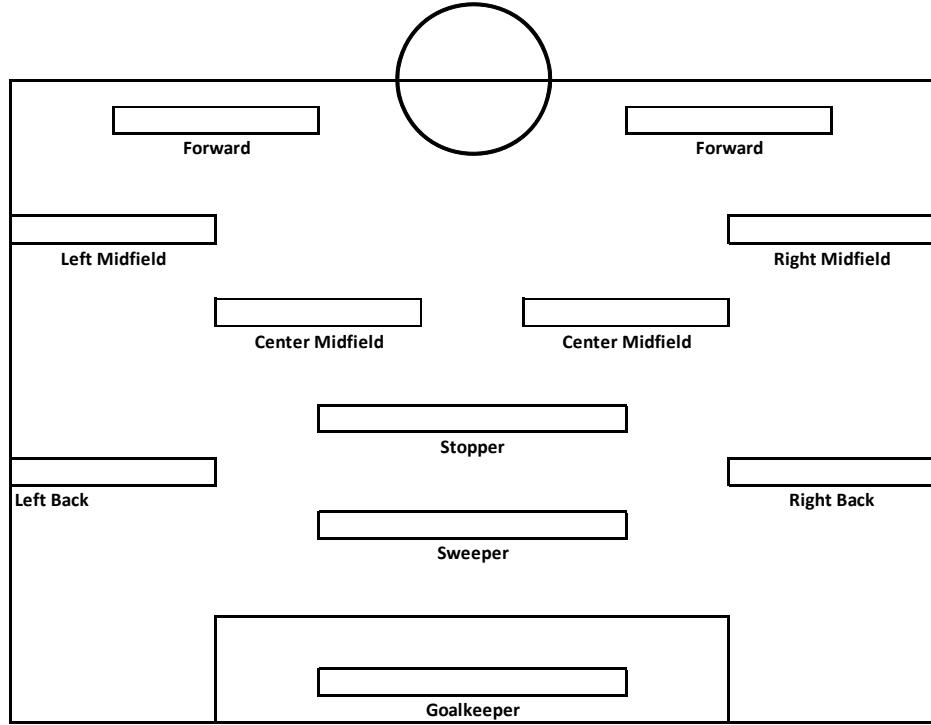 Forward
Forward
Left Midfield
Right Midfield
Center Midfield
Center Midfield
Stopper
Left Back
Right Back
Sweeper
Goalkeeper